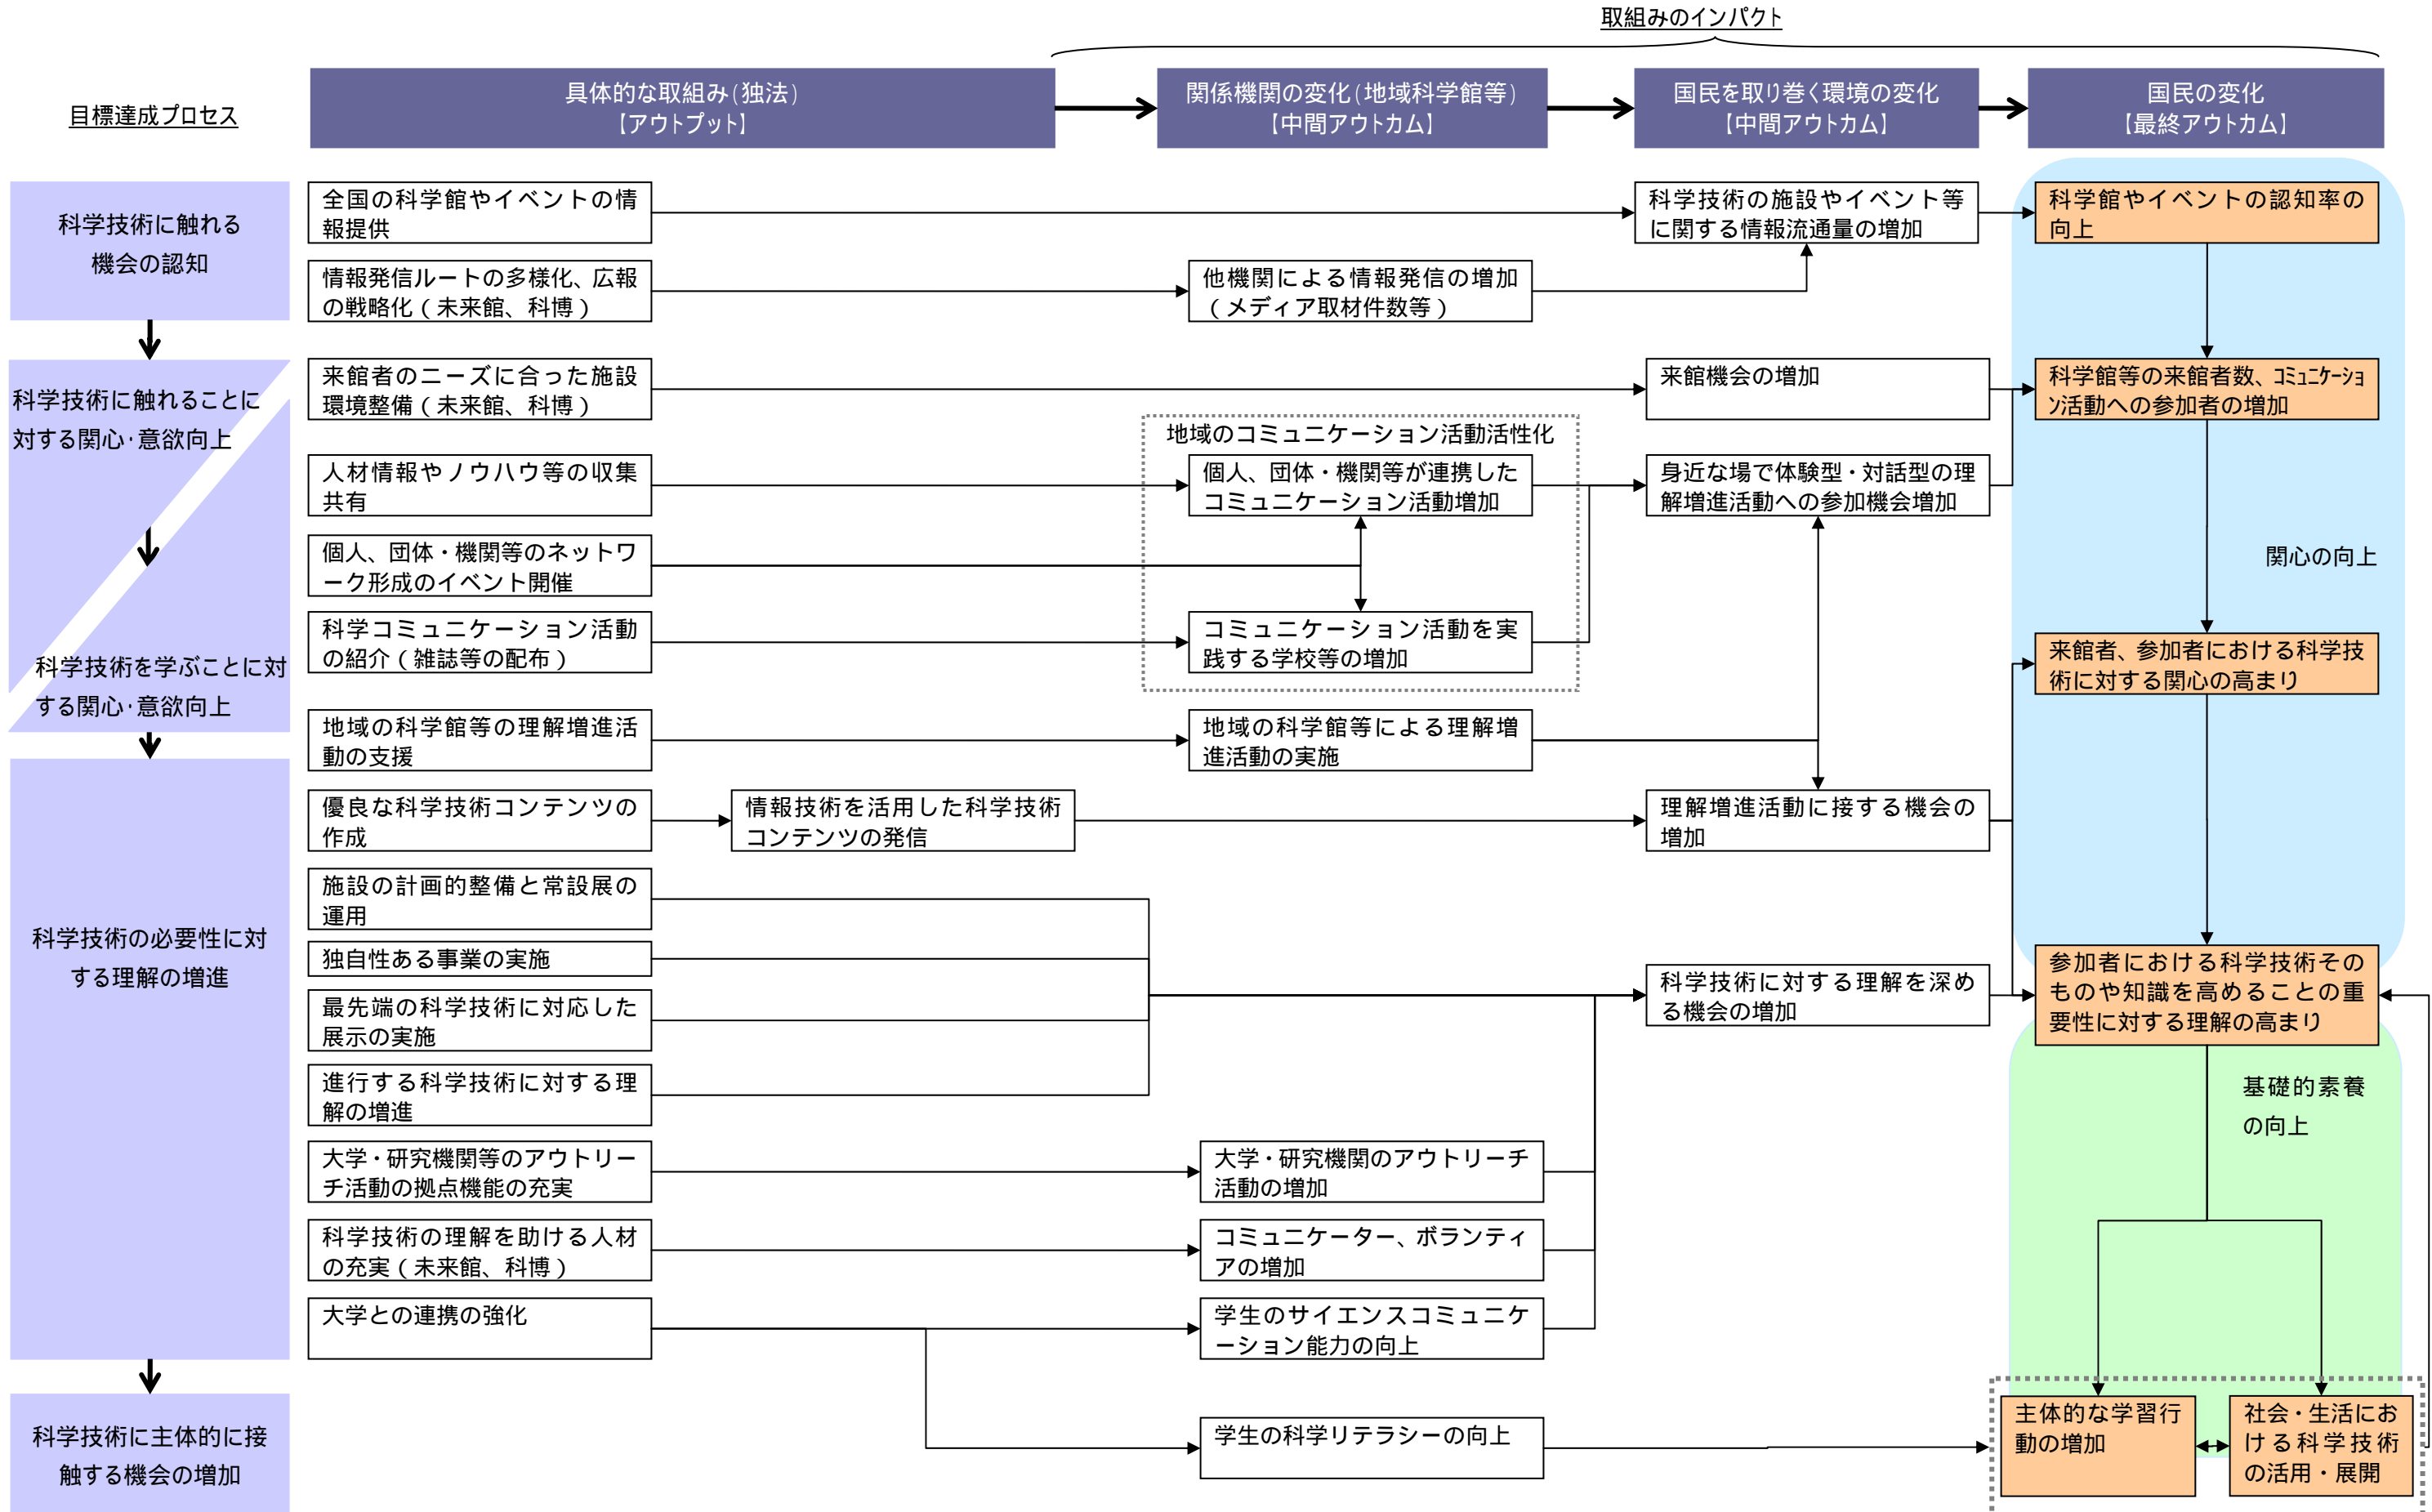 取組みのインパクト
目標達成プロセス
具体的な取組み(独法)
【アウトプット】
関係機関の変化(地域科学館等)
【中間アウトカム】
国民を取り巻く環境の変化
【中間アウトカム】
国民の変化
【最終アウトカム】
科学技術に触れる
機会の認知
全国の科学館やイベントの情
報提供
科学技術の施設やイベント等
に関する情報流通量の増加
科学館やイベントの認知率の
向上
情報発信ルートの多様化、広報
の戦略化（未来館、科博）
他機関による情報発信の増加
（メディア取材件数等）
科学技術に触れることに
対する関心・意欲向上
来館者のニーズに合った施設
環境整備（未来館、科博）
来館機会の増加
科学館等の来館者数、ｺﾐｭﾆｹｰｼｮ
ﾝ活動への参加者の増加
地域のコミュニケーション活動活性化
人材情報やノウハウ等の収集
共有
個人、団体・機関等が連携した
コミュニケーション活動増加
身近な場で体験型・対話型の理
解増進活動への参加機会増加
個人、団体・機関等のネットワ
ーク形成のイベント開催
関心の向上
科学コミュニケーション活動
の紹介（雑誌等の配布）
コミュニケーション活動を実
践する学校等の増加
来館者、参加者における科学技
術に対する関心の高まり
科学技術を学ぶことに対
する関心・意欲向上
地域の科学館等の理解増進活
動の支援
地域の科学館等による理解増
進活動の実施
優良な科学技術コンテンツの
作成
情報技術を活用した科学技術
コンテンツの発信
理解増進活動に接する機会の
増加
科学技術の必要性に対
する理解の増進
施設の計画的整備と常設展の
運用
独自性ある事業の実施
最先端の科学技術に対応した
展示の実施
科学技術に対する理解を深め
る機会の増加
参加者における科学技術その
ものや知識を高めることの重
要性に対する理解の高まり
進行する科学技術に対する理
解の増進
基礎的素養
の向上
大学・研究機関等のアウトリー
チ活動の拠点機能の充実
大学・研究機関のアウトリーチ
活動の増加
科学技術の理解を助ける人材
の充実（未来館、科博）
コミュニケーター、ボランティ
アの増加
大学との連携の強化
学生のサイエンスコミュニケ
ーション能力の向上
科学技術に主体的に接
触する機会の増加
学生の科学リテラシーの向上
主体的な学習行
動の増加
社会・生活にお
ける科学技術
の活用・展開